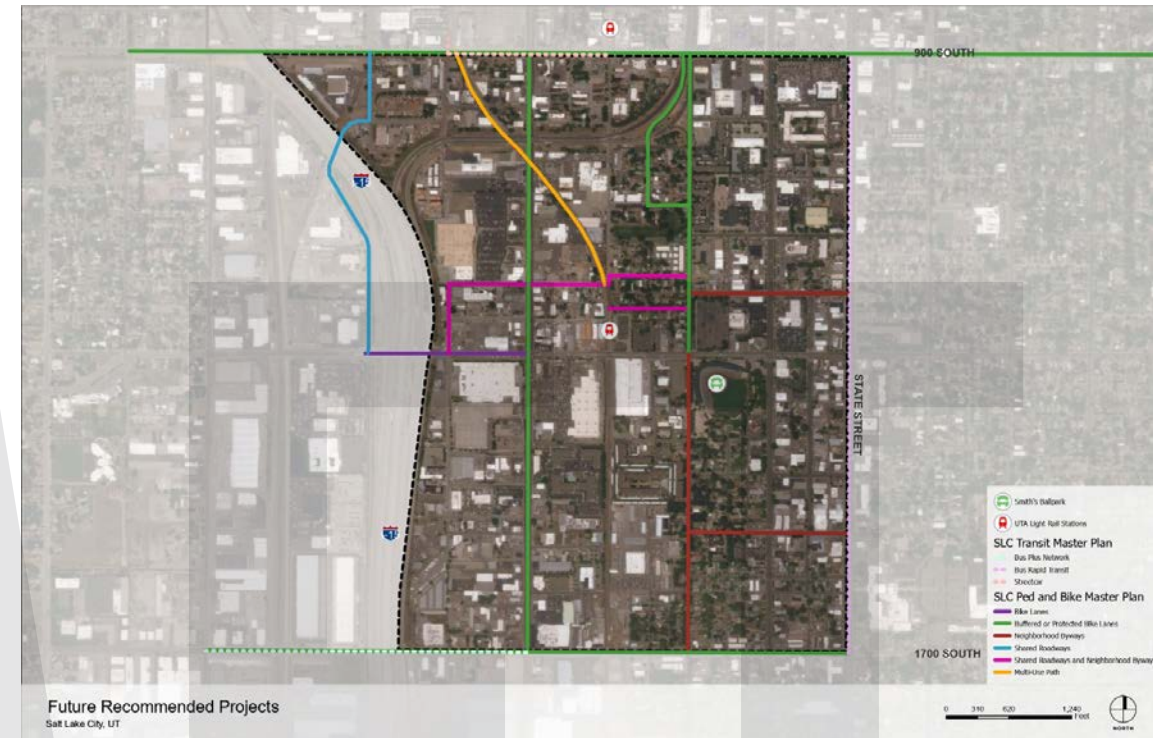 900 SOUTH
STATE STREET
Smith's Ballpark
UTA Light Rail Stations
SLC Transit Master Plan
Bus Plus Network
Bus Rapid Transit
Streetcar
SLC Ped and Bike Master Plan
Bike Lanes
Buffered or Protected Bike Lanes
Neighborhood Byways
Shared Roadways
Shared Roadways and Neighborhood Byway
Multi-Use Path
1700 SOUTH
Future Recommended Projects
Salt Lake City, UT
0 310 620 1,240
Feet
NORTH